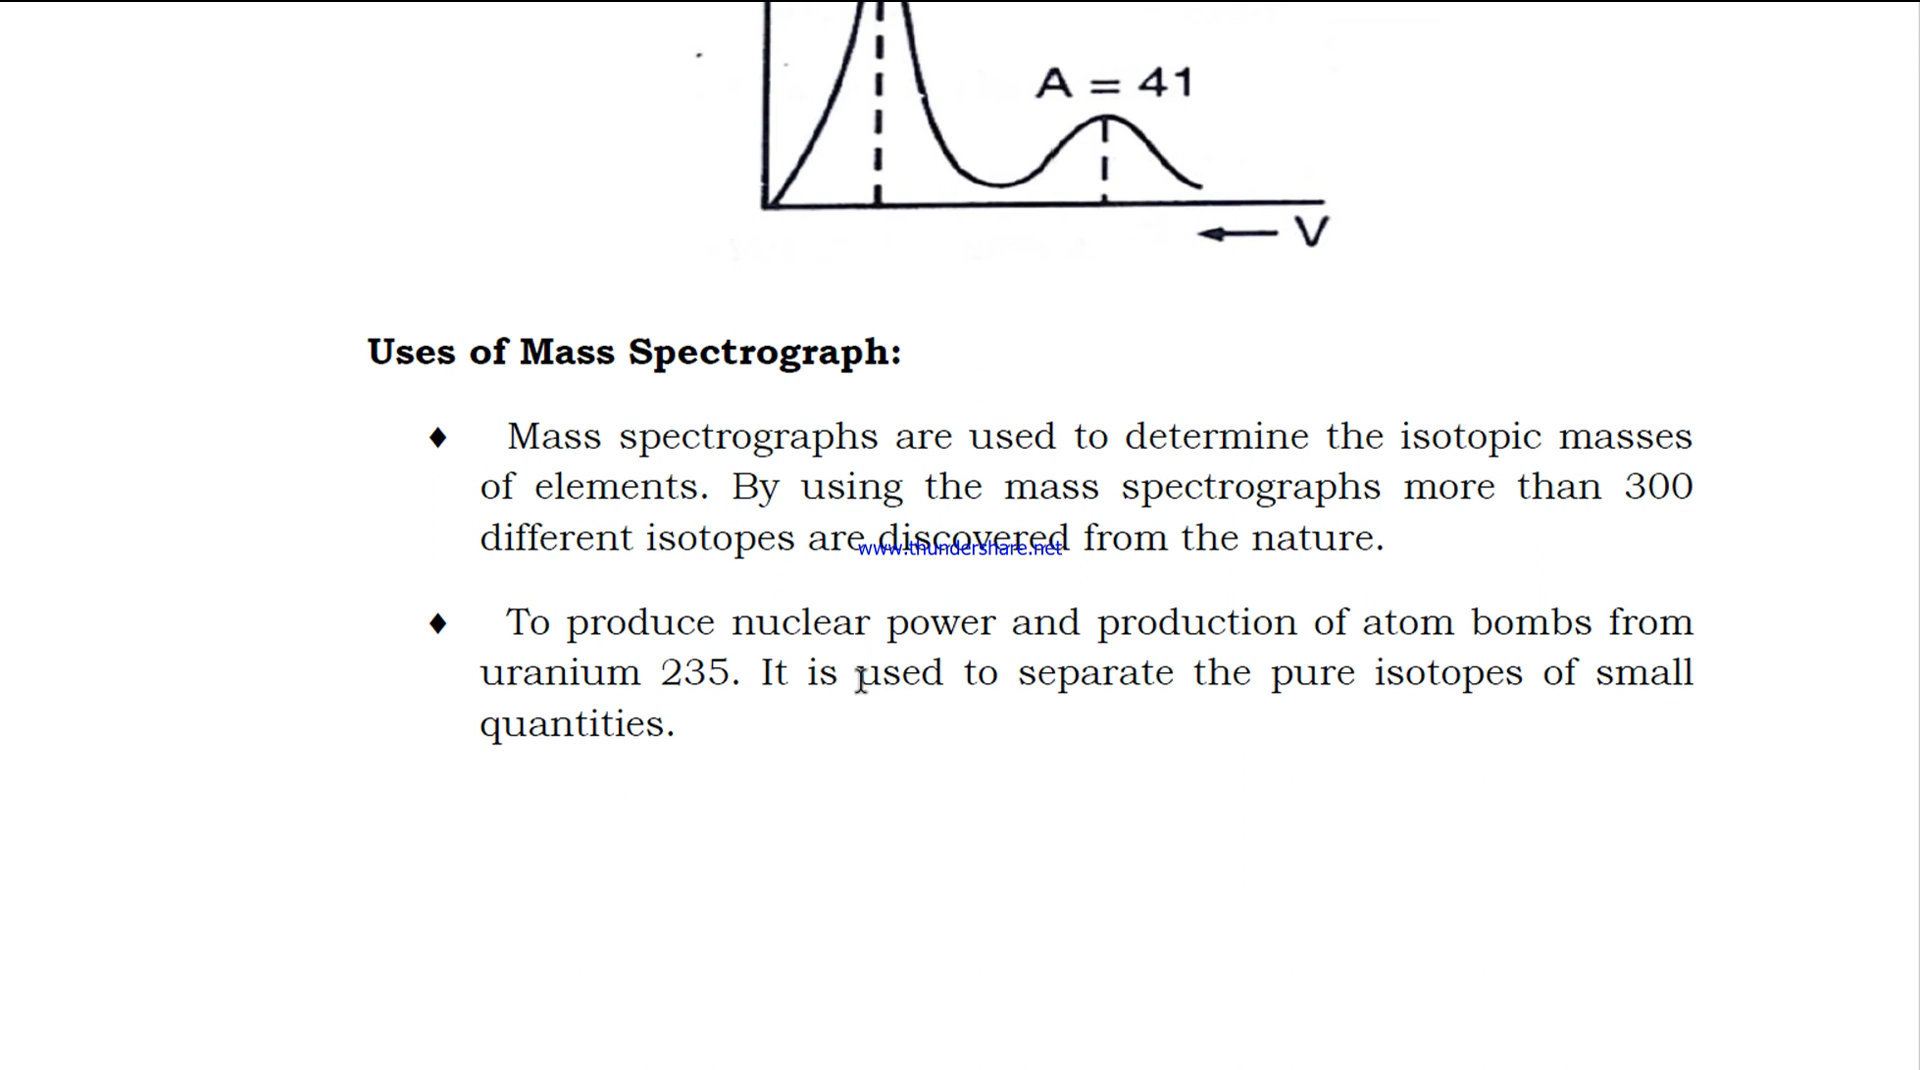 A = 41
V
Uses of Mass Spectrograph:
♦ Mass spectrographs are used to determine the isotopic masses
of elements. By using the mass spectrographs more than 300
different isotopes are discovered from the nature.
www.thundershare.net
♦ To produce nuclear power and production of atom bombs from
uranium 235. It is used to separate the pure isotopes of small
quantities.